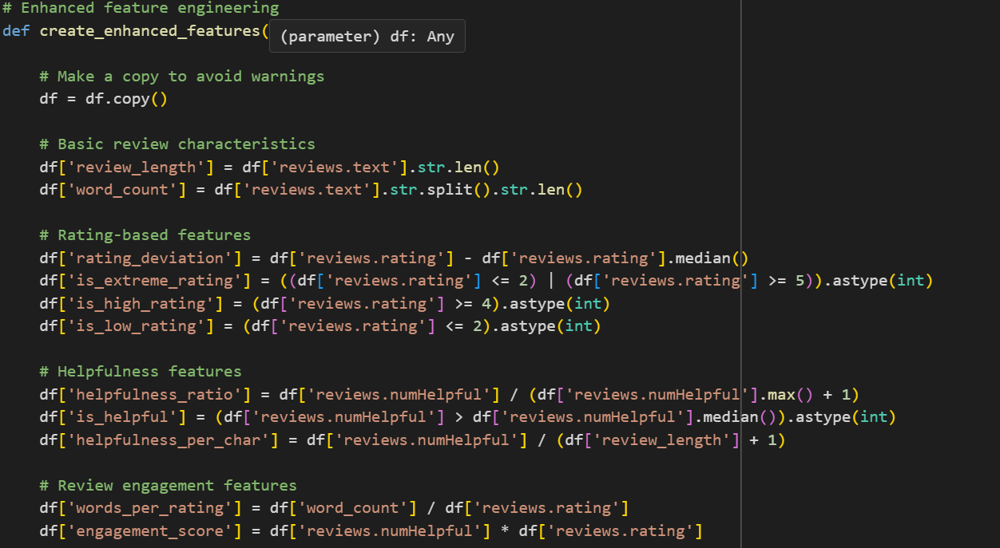 # Enhanced feature engineering
def create_enhanced_features(
(parameter) df: Any
# Make a copy to avoid warnings
df = df.copy()
# Basic review characteristics
df['review_length'] = df['reviews.text'].str.len()
df['word_count'] = df['reviews.text'].str.split().str.len()
# Rating-based features
df['rating_deviation'] = df['reviews.rating'] - df['reviews.rating'].median()
df['is_extreme_rating'] = ((df['reviews.rating'] <= 2) | (df['reviews.rating'] >= 5)).astype(int)
df['is_high_rating'] = (df['reviews.rating'] >= 4).astype(int)
df['is_low_rating'] = (df['reviews.rating'] <= 2).astype(int)
# Helpfulness features
df['helpfulness_ratio'] = df['reviews.numHelpful'] / (df['reviews.numHelpful'].max() + 1)
df['is_helpful'] = (df['reviews.numHelpful'] > df['reviews.numHelpful'].median()).astype(int)
df['helpfulness_per_char'] = df['reviews.numHelpful'] / (df['review_length'] + 1)
# Review engagement features
df['words_per_rating'] = df['word_count'] / df['reviews.rating']
df['engagement_score'] = df['reviews.numHelpful'] * df['reviews.rating']